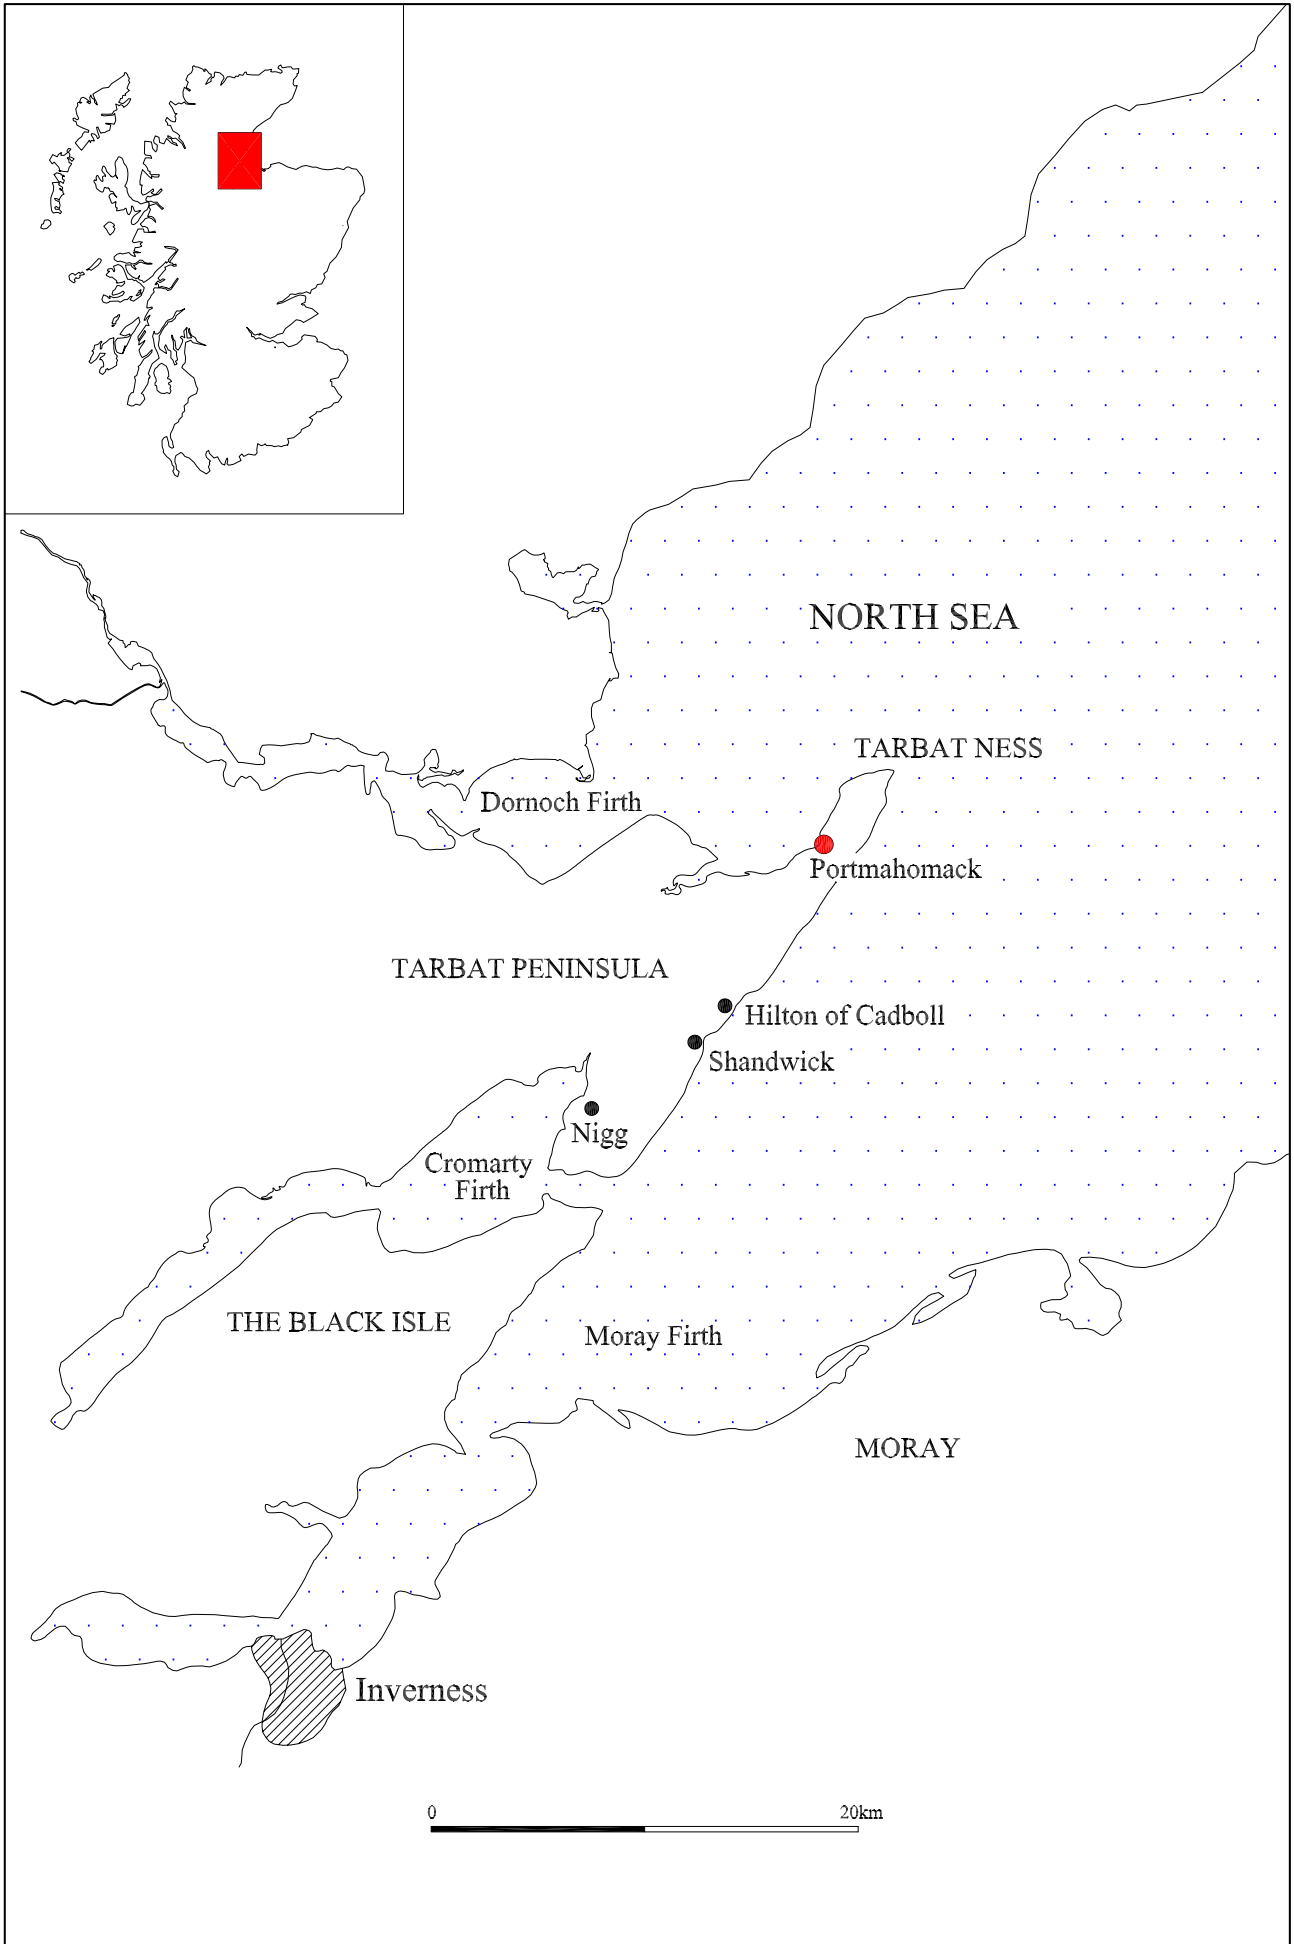 NORTH SEA
TARBAT NESS
Dornoch Firth
Portmahomack
TARBAT PENINSULA
Hilton of Cadboll
Shandwick
Nigg
Cromarty
Firth
THE BLACK ISLE
Moray Firth
MORAY
Inverness
0
20km